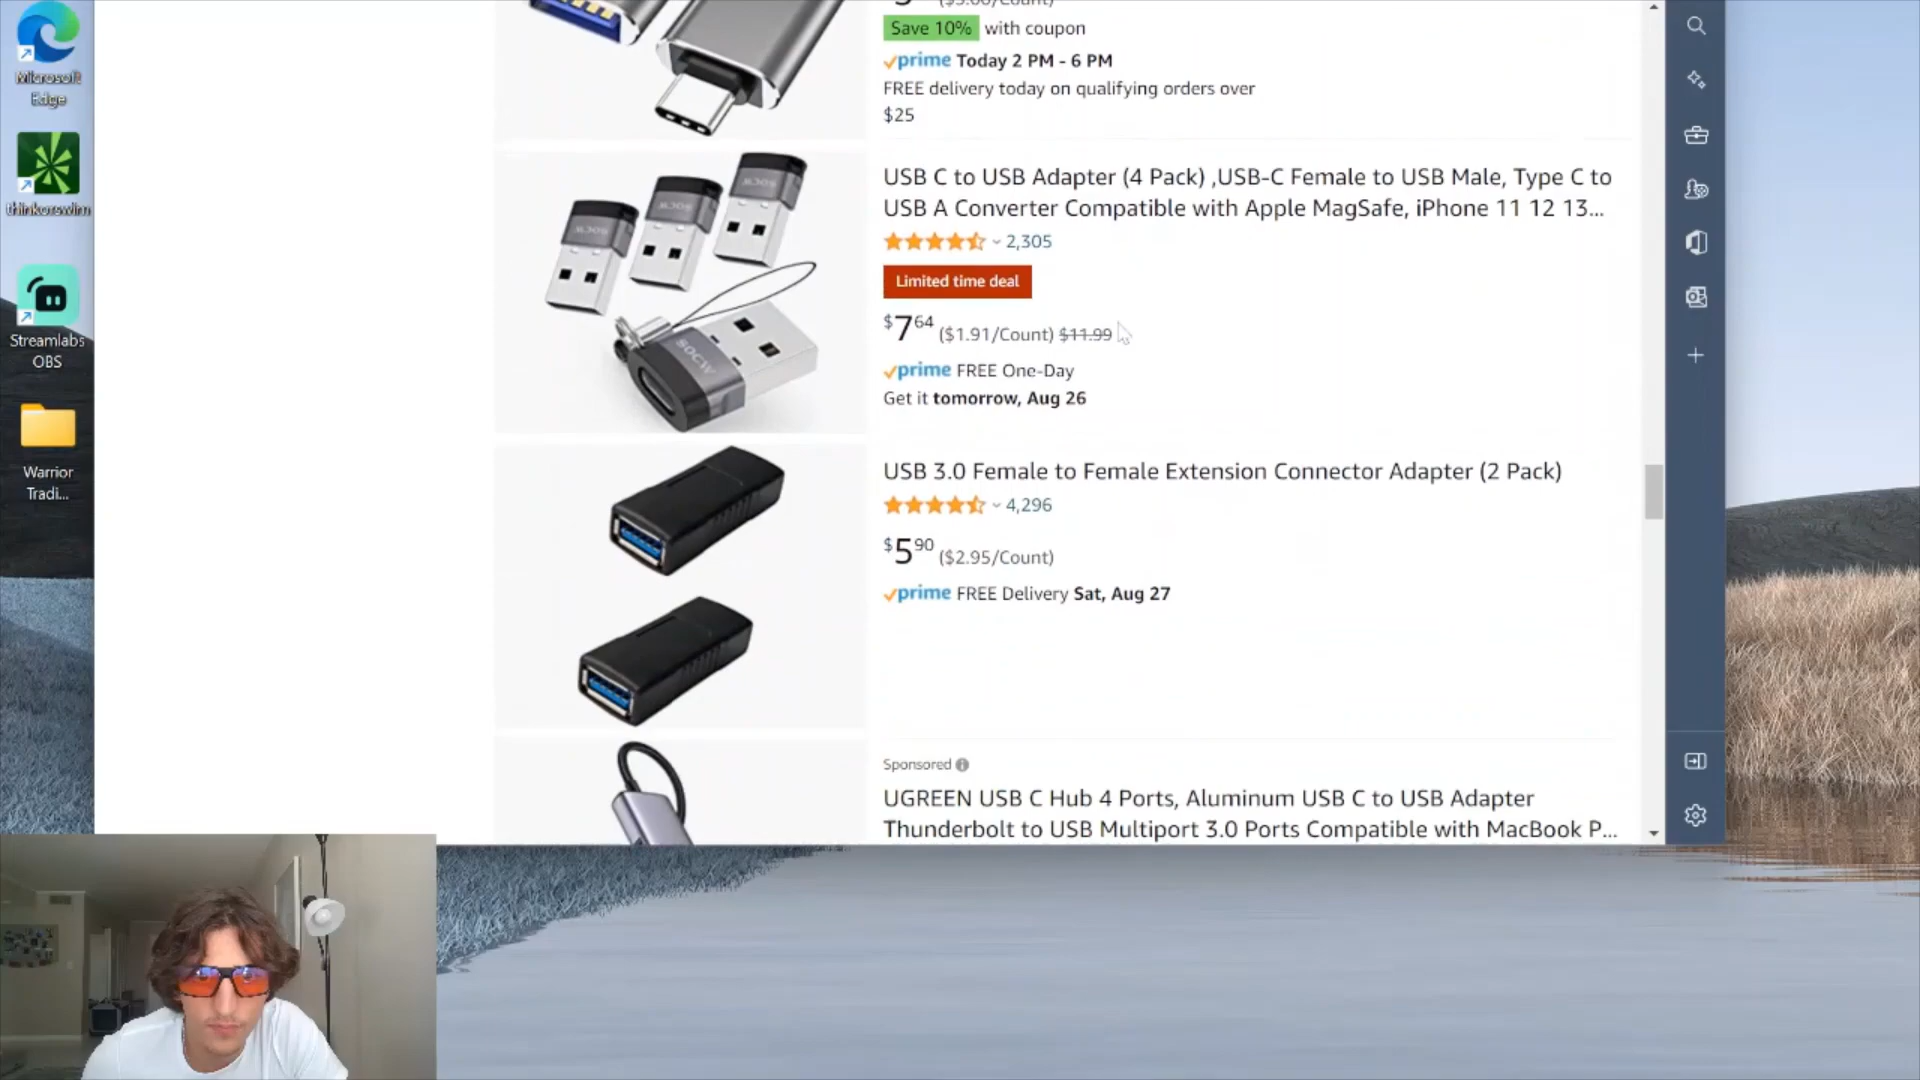 Microsoft
Edge
thinkorswim
Streamlabs
OBS
Warrior
Tradi...
Save 10% with coupon
prime Today 2 PM - 6 PM
FREE delivery today on qualifying orders over
$25
USB C to USB Adapter (4 Pack) ,USB-C Female to USB Male, Type C to
USB A Converter Compatible with Apple MagSafe, iPhone 11 12 13...
2,305
Limited time deal
$7 64 ($1.91/Count) $11.99
prime FREE One-Day
Get it tomorrow, Aug 26
USB 3.0 Female to Female Extension Connector Adapter (2 Pack)
4,296
$5 90 ($2.95/Count)
prime FREE Delivery Sat, Aug 27
Sponsored
UGREEN USB C Hub 4 Ports, Aluminum USB C to USB Adapter
Thunderbolt to USB Multiport 3.0 Ports Compatible with MacBook P...